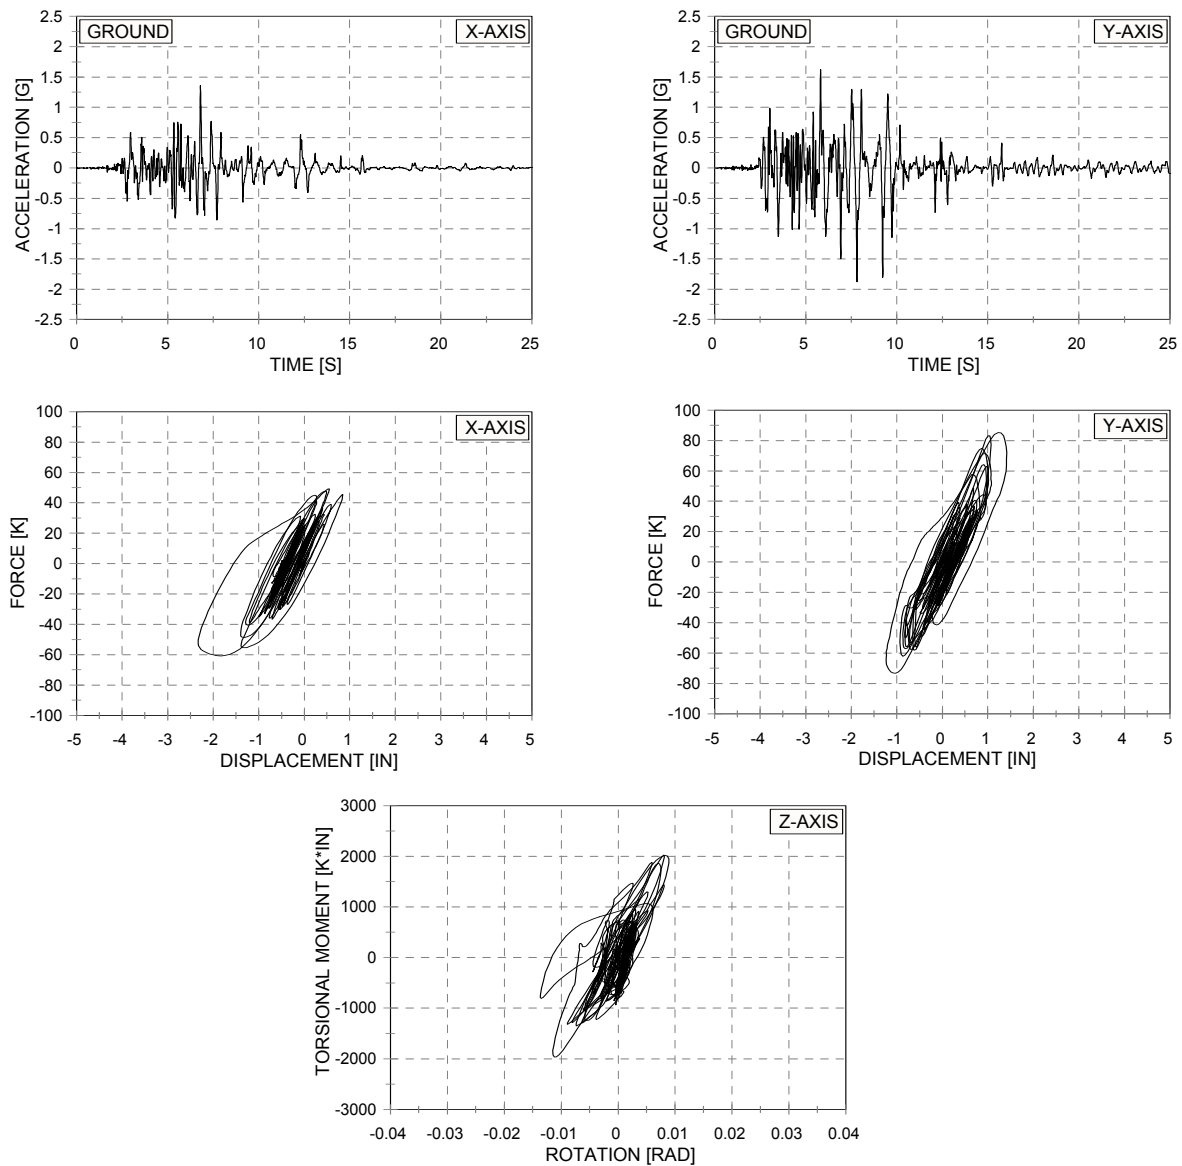 GROUND
X-AXIS
2.5
2
1.5
1
0.5
0
-0.5
-1
-1.5
-2
-2.5
ACCELERATION [G]
0 5 10 15 20 25
TIME [S]
GROUND
Y-AXIS
2.5
2
1.5
1
0.5
0
-0.5
-1
-1.5
-2
-2.5
ACCELERATION [G]
0 5 10 15 20 25
TIME [S]
X-AXIS
100
80
60
40
20
0
-20
-40
-60
-80
-100
FORCE [K]
-5 -4 -3 -2 -1 0 1 2 3 4 5
DISPLACEMENT [IN]
Y-AXIS
100
80
60
40
20
0
-20
-40
-60
-80
-100
FORCE [K]
-5 -4 -3 -2 -1 0 1 2 3 4 5
DISPLACEMENT [IN]
Z-AXIS
3000
2000
1000
0
-1000
-2000
-3000
TORSIONAL MOMENT [K*IN]
-0.04 -0.03 -0.02 -0.01 0 0.01 0.02 0.03 0.04
ROTATION [RAD]